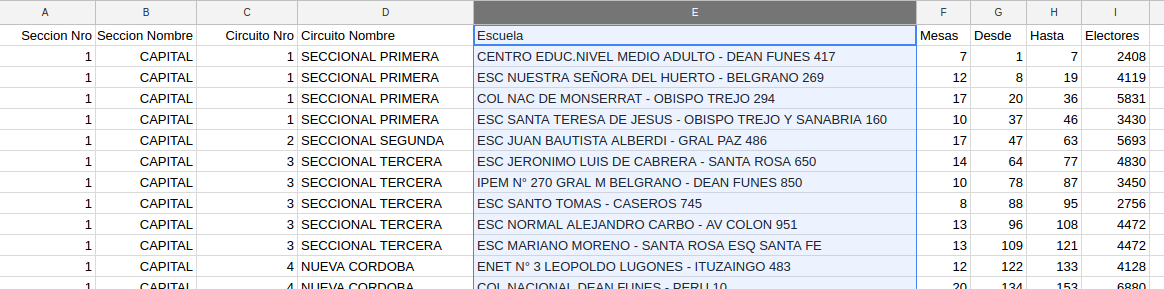 A B C D E F G H I
Seccion Nro Seccion Nombre Circuito Nro Circuito Nombre Escuela Mesas Desde Hasta Electores
1 CAPITAL 1 SECCIONAL PRIMERA CENTRO EDUC.NIVEL MEDIO ADULTO - DEAN FUNES 417 7 1 7 2408
1 CAPITAL 1 SECCIONAL PRIMERA ESC NUESTRA SEÑORA DEL HUERTO - BELGRANO 269 12 8 19 4119
1 CAPITAL 1 SECCIONAL PRIMERA COL NAC DE MONSERRAT - OBISPO TREJO 294 17 20 36 5831
1 CAPITAL 1 SECCIONAL PRIMERA ESC SANTA TERESA DE JESUS - OBISPO TREJO Y SANABRIA 160 10 37 46 3430
1 CAPITAL 2 SECCIONAL SEGUNDA ESC JUAN BAUTISTA ALBERDI - GRAL PAZ 486 17 47 63 5693
1 CAPITAL 3 SECCIONAL TERCERA ESC JERONIMO LUIS DE CABRERA - SANTA ROSA 650 14 64 77 4830
1 CAPITAL 3 SECCIONAL TERCERA IPEM N° 270 GRAL M BELGRANO - DEAN FUNES 850 10 78 87 3450
1 CAPITAL 3 SECCIONAL TERCERA ESC SANTO TOMAS - CASEROS 745 8 88 95 2756
1 CAPITAL 3 SECCIONAL TERCERA ESC NORMAL ALEJANDRO CARBO - AV COLON 951 13 96 108 4472
1 CAPITAL 3 SECCIONAL TERCERA ESC MARIANO MORENO - SANTA ROSA ESQ SANTA FE 13 109 121 4472
1 CAPITAL 4 NUEVA CORDOBA ENET N° 3 LEOPOLDO LUGONES - ITUZAINGO 483 12 122 133 4128
1 CAPITAL 4 NUEVA CORDOBA COL NACIONAL DEAN FUNES - PERU 10 20 134 153 6880